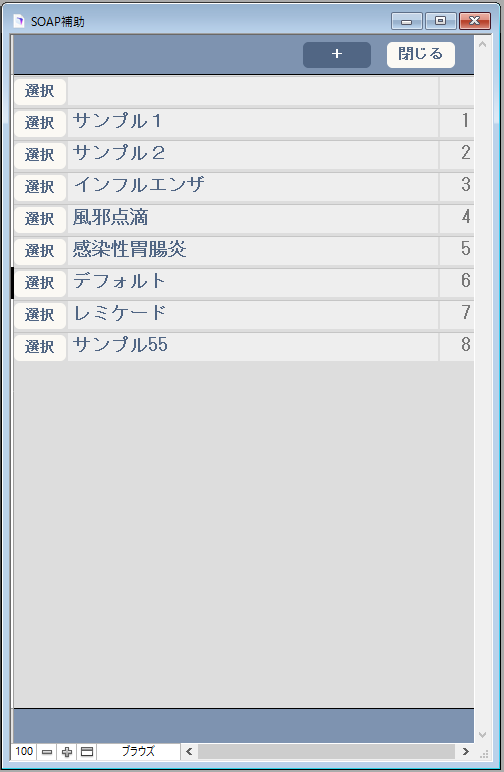 SOAP補助
+ 閉じる
選択
選択 サンプル１ 1
選択 サンプル２ 2
選択 インフルエンザ 3
選択 風邪点滴 4
選択 感染性胃腸炎 5
選択 デフォルト 6
選択 レミケード 7
選択 サンプル55 8
100 ブラウズ